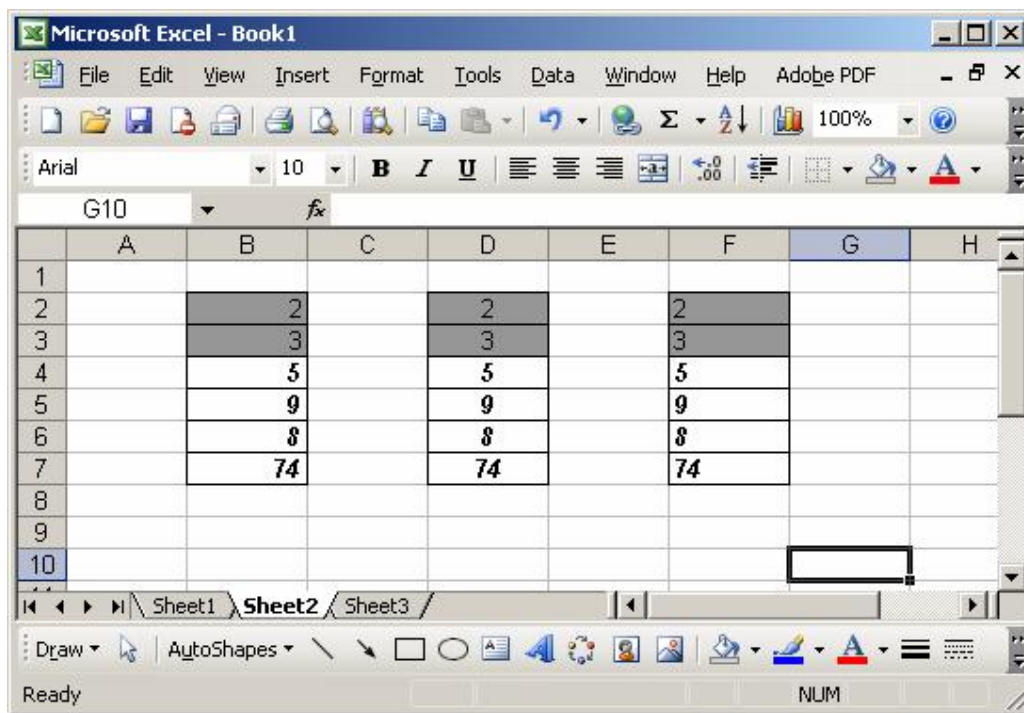 Microsoft Excel - Book1
File Edit View Insert Format Tools Data Window Help Adobe PDF
100%
Arial 10 B I U
G10 fx
A B C D E F G H
1
2 2 2 2
3 3 3 3
4 5 5 5
5 9 9 9
6 8 8 8
7 74 74 74
8
9
10
Sheet1 Sheet2 Sheet3
Draw AutoShapes
Ready NUM